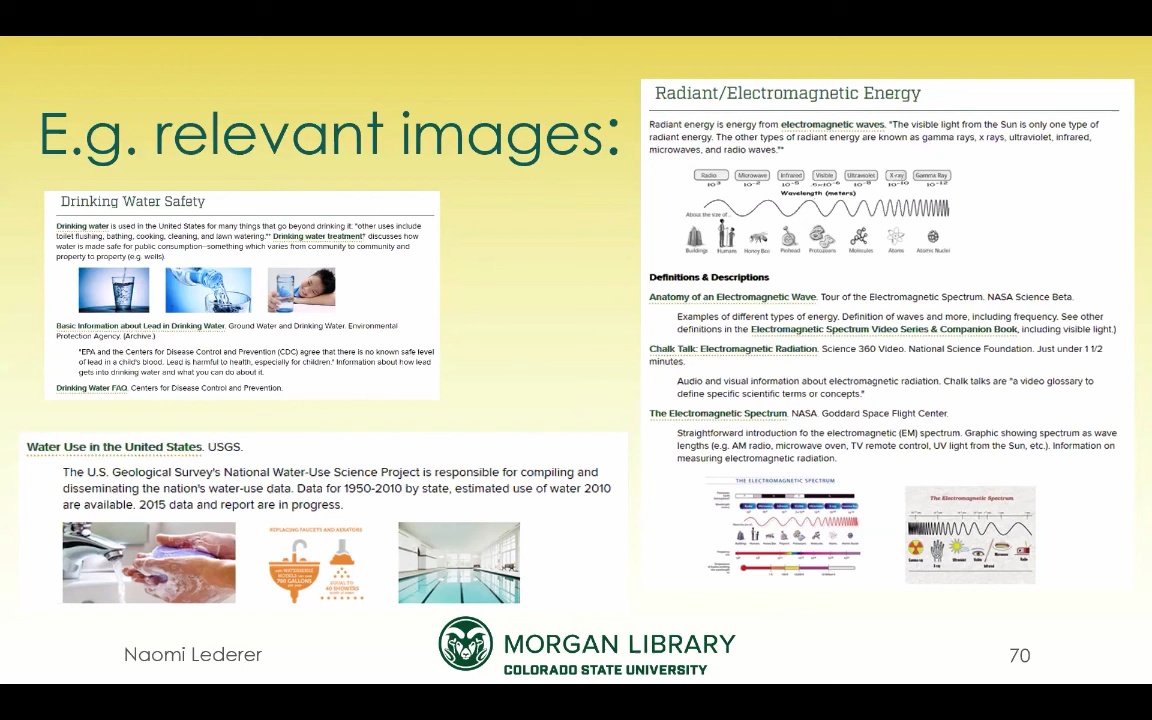 E.g. relevant images:
Drinking Water Safety
Drinking water is used in the United States for many things that go beyond drinking it: "other uses include
toilet flushing, bathing, cooking, cleaning, and lawn watering."* Drinking water treatment* discusses how
water is made safe for public consumption—something which varies from community to community and
property to property (e.g. wells).
Basic Information about Lead in Drinking Water. Ground Water and Drinking Water. Environmental
Protection Agency. (Archive.)
"EPA and the Centers for Disease Control and Prevention (CDC) agree that there is no known safe level
of lead in a child's blood. Lead is harmful to health, especially for children." Information about how lead
gets into drinking water and what you can do about it.
Drinking Water FAQ. Centers for Disease Control and Prevention.
Water Use in the United States. USGS.
The U.S. Geological Survey's National Water-Use Science Project is responsible for compiling and
disseminating the nation's water-use data. Data for 1950-2010 by state, estimated use of water 2010
are available. 2015 data and report are in progress.
REPLACING FAUCETS AND AERATORS
700 GALLONS
EQUAL TO
40 SHOWERS
Radiant/Electromagnetic Energy
Radiant energy is energy from electromagnetic waves. "The visible light from the Sun is only one type of
radiant energy. The other types of radiant energy are known as gamma rays, x rays, ultraviolet, infrared,
microwaves, and radio waves."*
Radio Microwave Infrared Visible Ultraviolet X-ray Gamma Ray
Wavelength (meters)
About the size of...
Buildings Humans Honey Bee Pinhead Protozoans Molecules Atoms Atomic Nuclei
Definitions & Descriptions
Anatomy of an Electromagnetic Wave. Tour of the Electromagnetic Spectrum. NASA Science Beta.
Examples of different types of energy. Definition of waves and more, including frequency. See other
definitions in the Electromagnetic Spectrum Video Series & Companion Book, including visible light.)
Chalk Talk: Electromagnetic Radiation. Science 360 Video. National Science Foundation. Just under 1 1/2
minutes.
Audio and visual information about electromagnetic radiation. Chalk talks are "a video glossary to
define specific scientific terms or concepts."
The Electromagnetic Spectrum. NASA. Goddard Space Flight Center.
Straightforward introduction fo the electromagnetic (EM) spectrum. Graphic showing spectrum as wave
lengths (e.g. AM radio, microwave oven, TV remote control, UV light from the Sun, etc.). Information on
measuring electromagnetic radiation.
THE ELECTROMAGNETIC SPECTRUM
The Electromagnetic Spectrum
Naomi Lederer
MORGAN LIBRARY
COLORADO STATE UNIVERSITY
70